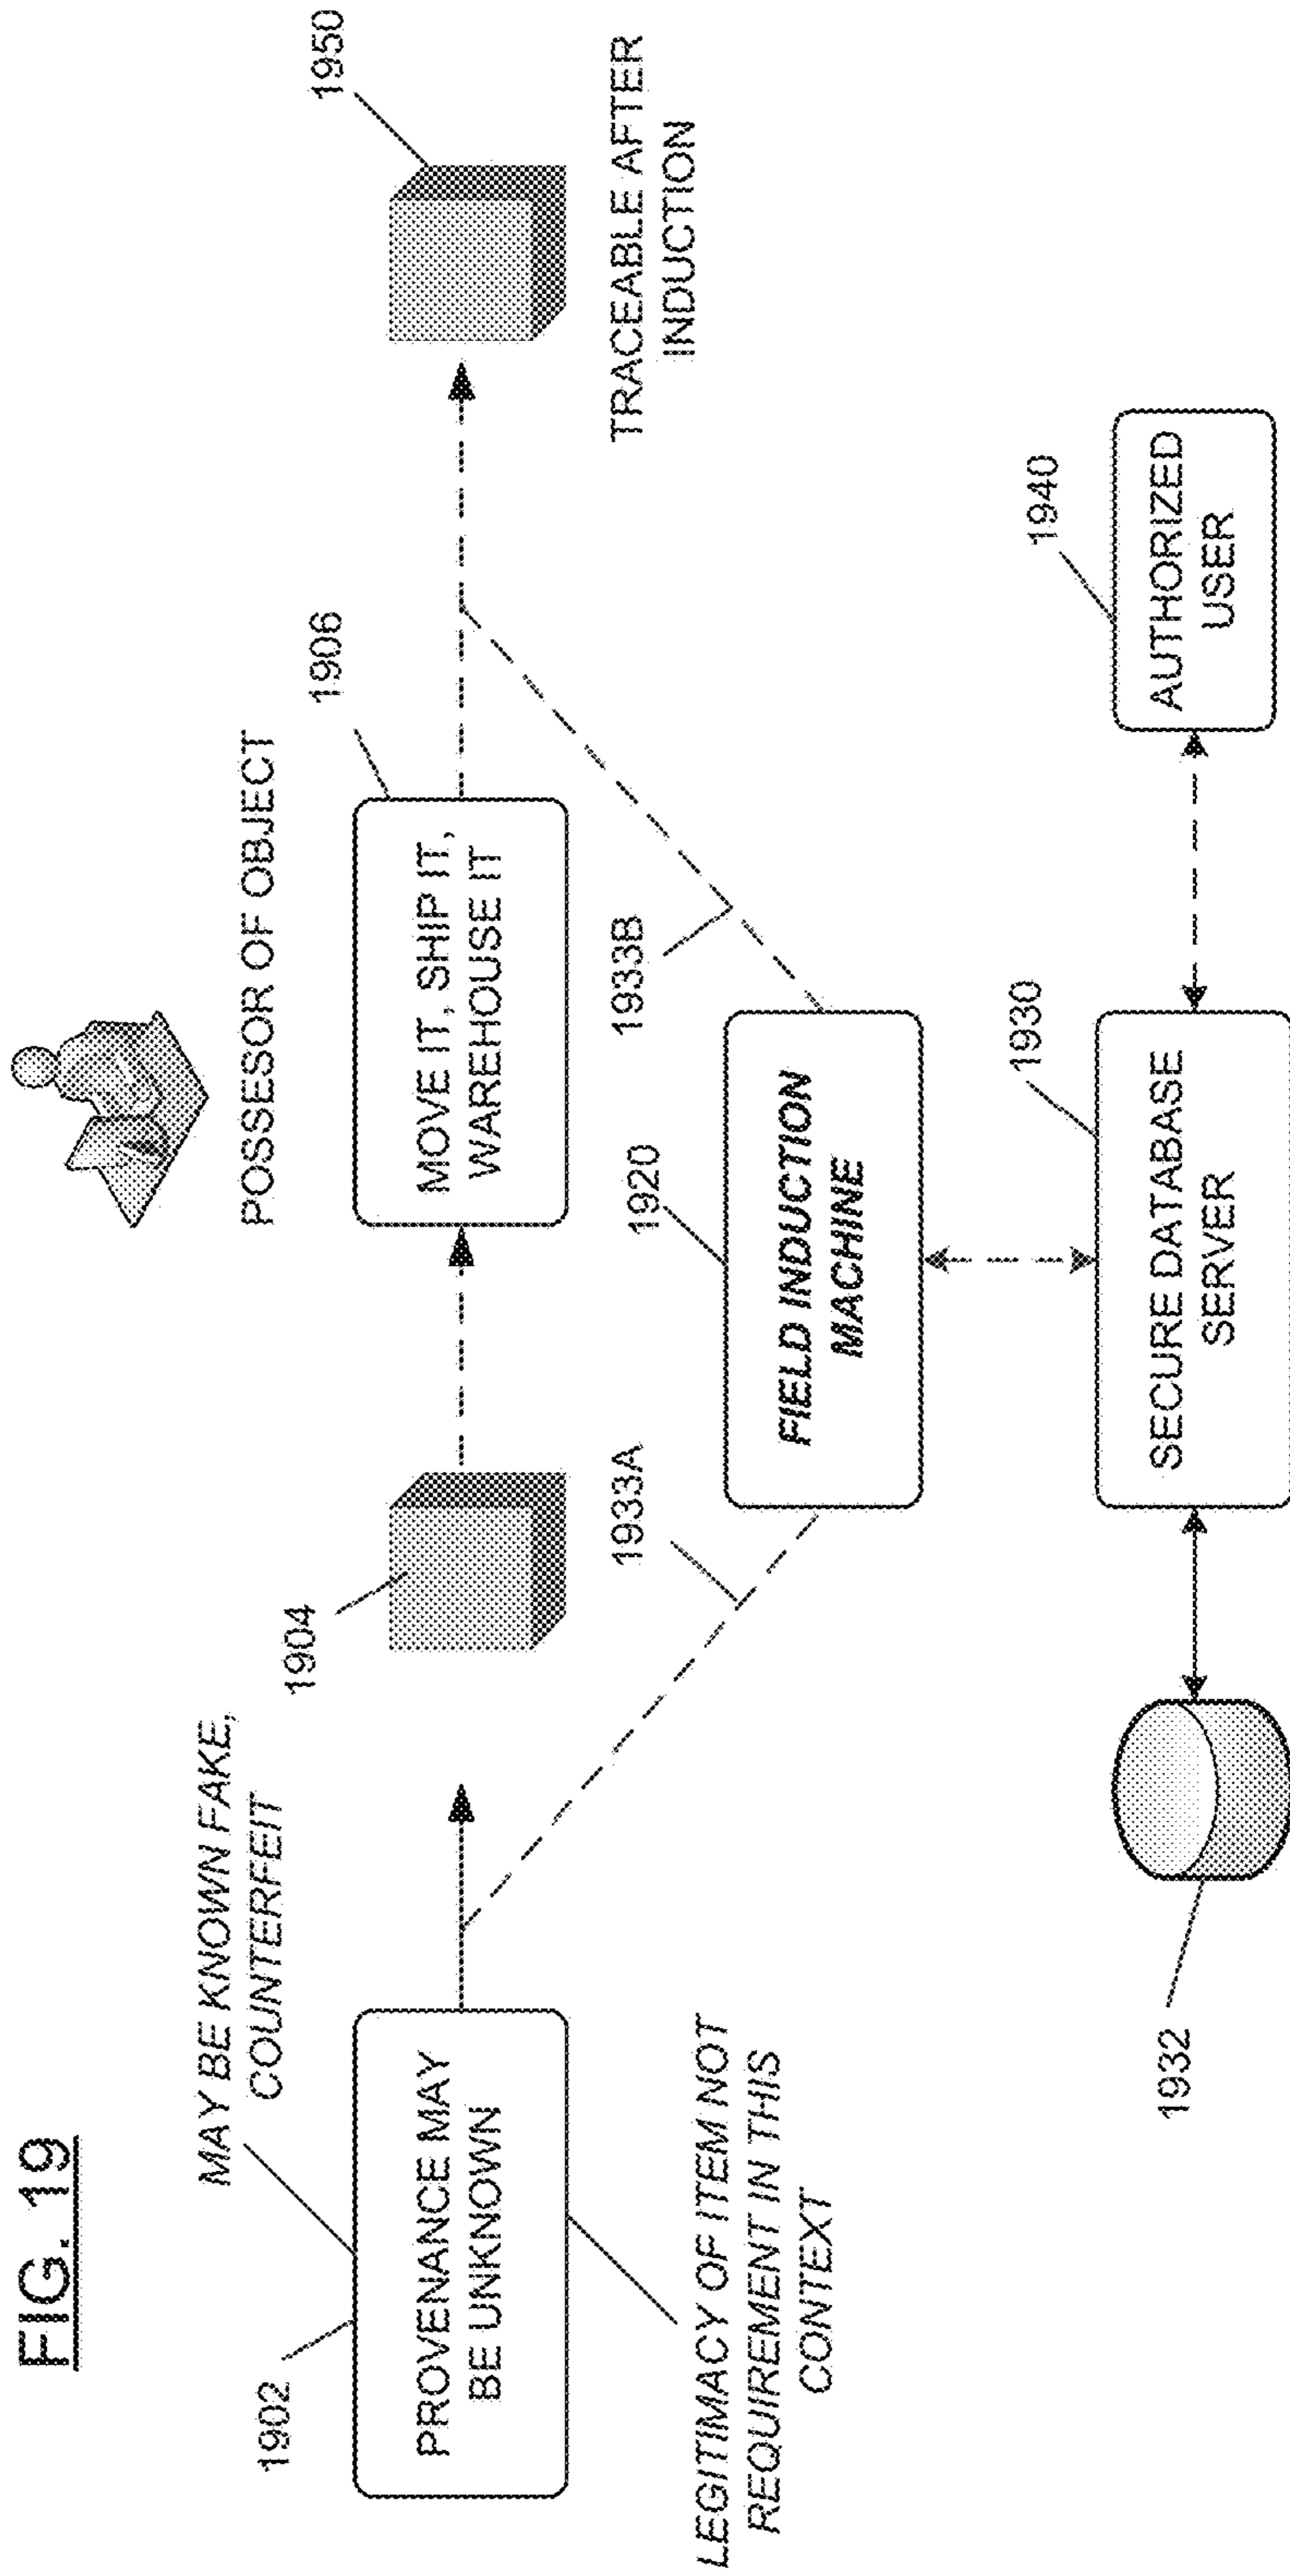 FIG. 19
POSSESSOR OF OBJECT
MAY BE KNOWN FAKE,
COUNTERFEIT
1902
PROVENANCE MAY
BE UNKNOWN
LEGITIMACY OF ITEM NOT
REQUIREMENT IN THIS
CONTEXT
1904
1906
MOVE IT, SHIP IT,
WAREHOUSE IT
1950
TRACEABLE AFTER
INDUCTION
1933A
1920
1933B
FIELD INDUCTION
MACHINE
1932
1930
SECURE DATABASE
SERVER
1940
AUTHORIZED
USER